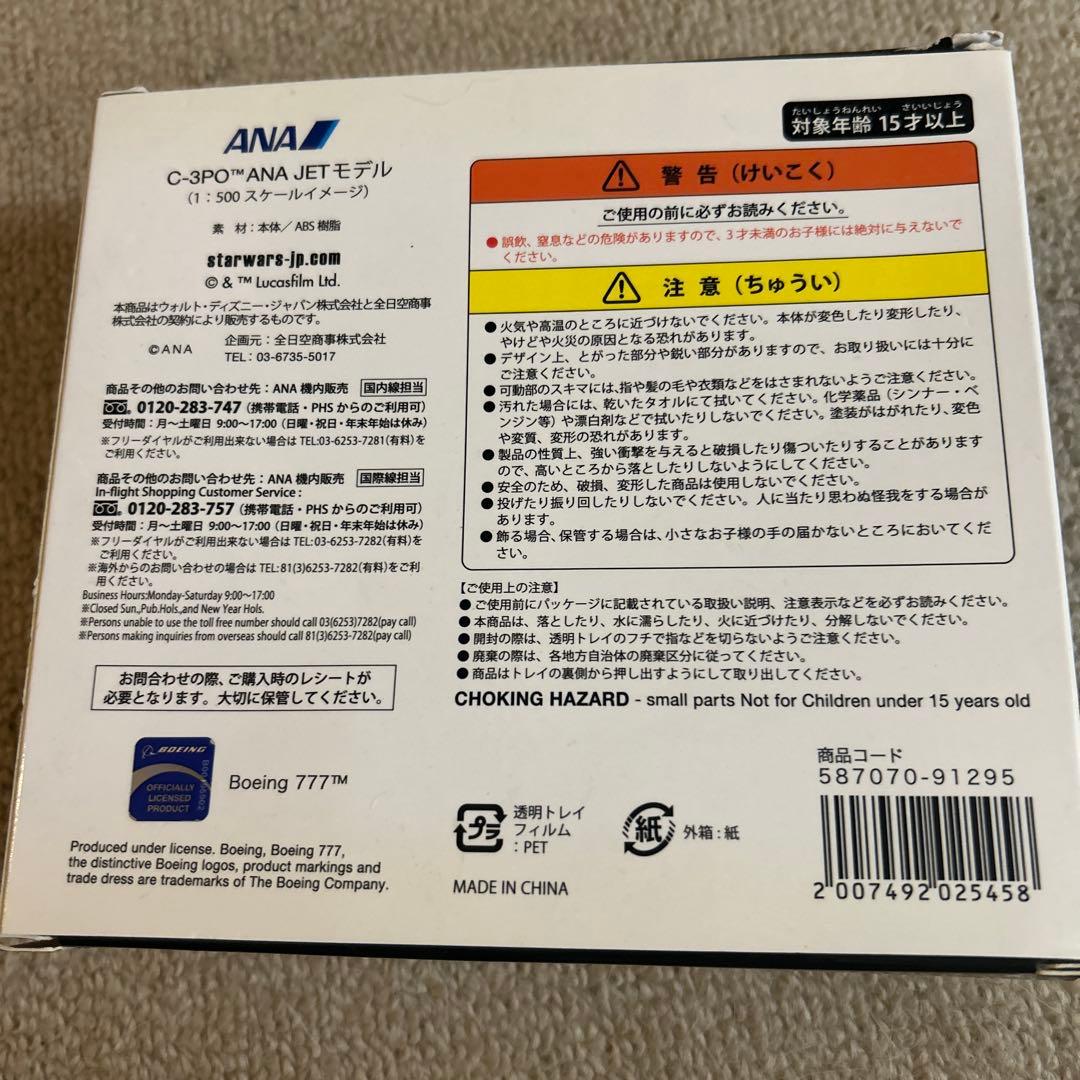 ANA
C-3PO™ANA JETモデル
(1：500 スケールイメージ)
素 材：本体／ABS 樹脂
starwars-jp.com
© & ™ Lucasfilm Ltd.
本商品はウォルト・ディズニー・ジャパン株式会社と全日空商事
株式会社の契約により販売するものです。
©ANA
企画元：全日空商事株式会社
TEL：03-6735-5017
商品その他のお問い合わせ先：ANA 機内販売 国内線担当
0120-283-747 (携帯電話・PHS からのご利用可)
受付時間：月〜土曜日 9:00〜17:00 (日曜・祝日・年末年始は休み)
※フリーダイヤルがご利用出来ない場合は TEL:03-6253-7281(有料)を
ご利用ください。
商品その他のお問い合わせ先：ANA 機内販売 国際線担当
In-flight Shopping Customer Service :
0120-283-757 (携帯電話・PHS からのご利用可)
受付時間：月〜土曜日 9:00〜17:00 (日曜・祝日・年末年始は休み)
※フリーダイヤルがご利用出来ない場合は TEL:03-6253-7282(有料)を
ご利用ください。
※海外からのお問い合わせの場合は TEL:81(3)6253-7282(有料)をご利
用ください。
Business Hours:Monday-Saturday 9:00〜17:00
※Closed Sun.,Pub.Hols.,and New Year Hols.
※Persons unable to use the toll free number should call 03(6253)7282(pay call)
※Persons making inquiries from overseas should call 81(3)6253-7282(pay call)
お問合わせの際、ご購入時のレシートが
必要となります。大切に保管してください。
BOEING
OFFICIALLY
LICENSED
PRODUCT
Boeing 777™
Produced under license. Boeing, Boeing 777,
the distinctive Boeing logos, product markings and
trade dress are trademarks of The Boeing Company.
たいしょうねんれい さいいじょう
対象年齢 15才以上
警 告（けいこく）
ご使用の前に必ずお読みください。
●誤飲、窒息などの危険がありますので、3才未満のお子様には絶対に与えないで
ください。
注 意（ちゅうい）
●火気や高温のところに近づけないでください。本体が変色したり変形したり、
やけどや火災の原因となる恐れがあります。
●デザイン上、とがった部分や鋭い部分がありますので、お取り扱いには十分に
ご注意ください。
●可動部のスキマには、指や髪の毛や衣類などをはさまれないようご注意ください。
●汚れた場合には、乾いたタオルにて拭いてください。化学薬品（シンナー・ベ
ンジン等）や漂白剤などで拭いたりしないでください。塗装がはがれたり、変色
や変質、変形の恐れがあります。
●製品の性質上、強い衝撃を与えると破損したり傷ついたりすることがあります
ので、高いところから落としたりしないようにしてください。
●安全のため、破損、変形した商品は使用しないでください。
●投げたり振り回したりしないでください。人に当たり思わぬ怪我をする場合が
あります。
●飾る場合、保管する場合は、小さなお子様の手の届かないところにおいてくだ
さい。
【ご使用上の注意】
●ご使用前にパッケージに記載されている取扱い説明、注意表示などを必ずお読みください。
●本商品は、落としたり、水に濡らしたり、火に近づけたり、分解しないでください。
●開封の際は、透明トレイのフチで指などを切らないようご注意ください。
●廃棄の際は、各地方自治体の廃棄区分に従ってください。
●商品はトレイの裏側から押し出すようにして取り出してください。
CHOKING HAZARD - small parts Not for Children under 15 years old
プラ
透明トレイ
フィルム
：PET
紙
外箱：紙
MADE IN CHINA
商品コード
587070-91295
2 007492 025458